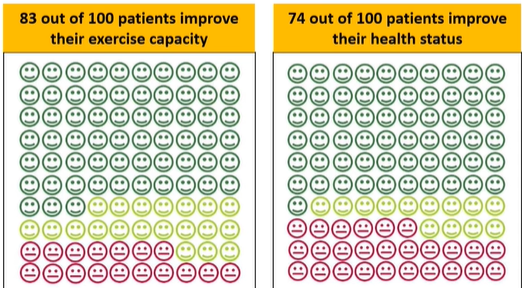 83 out of 100 patients improve
their exercise capacity
74 out of 100 patients improve
their health status